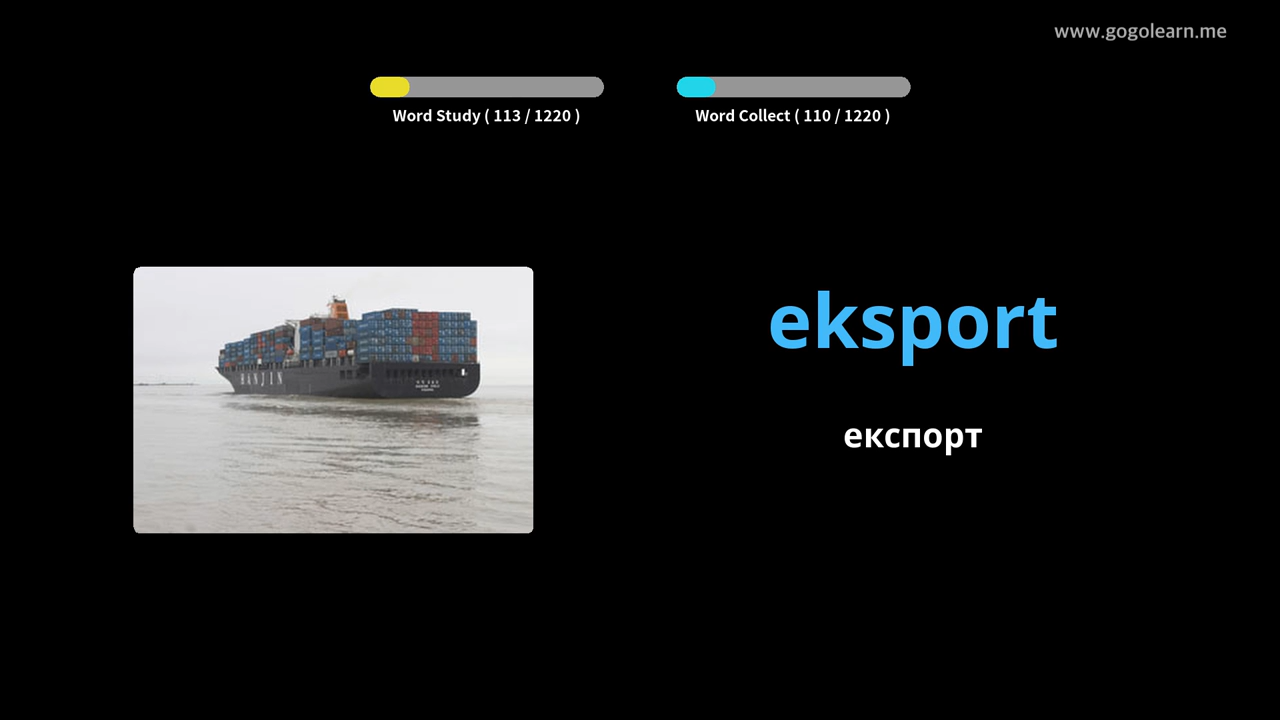 www.gogolearn.me
Word Study ( 113 / 1220 )
Word Collect ( 110 / 1220 )
HANJIN
eksport
експорт